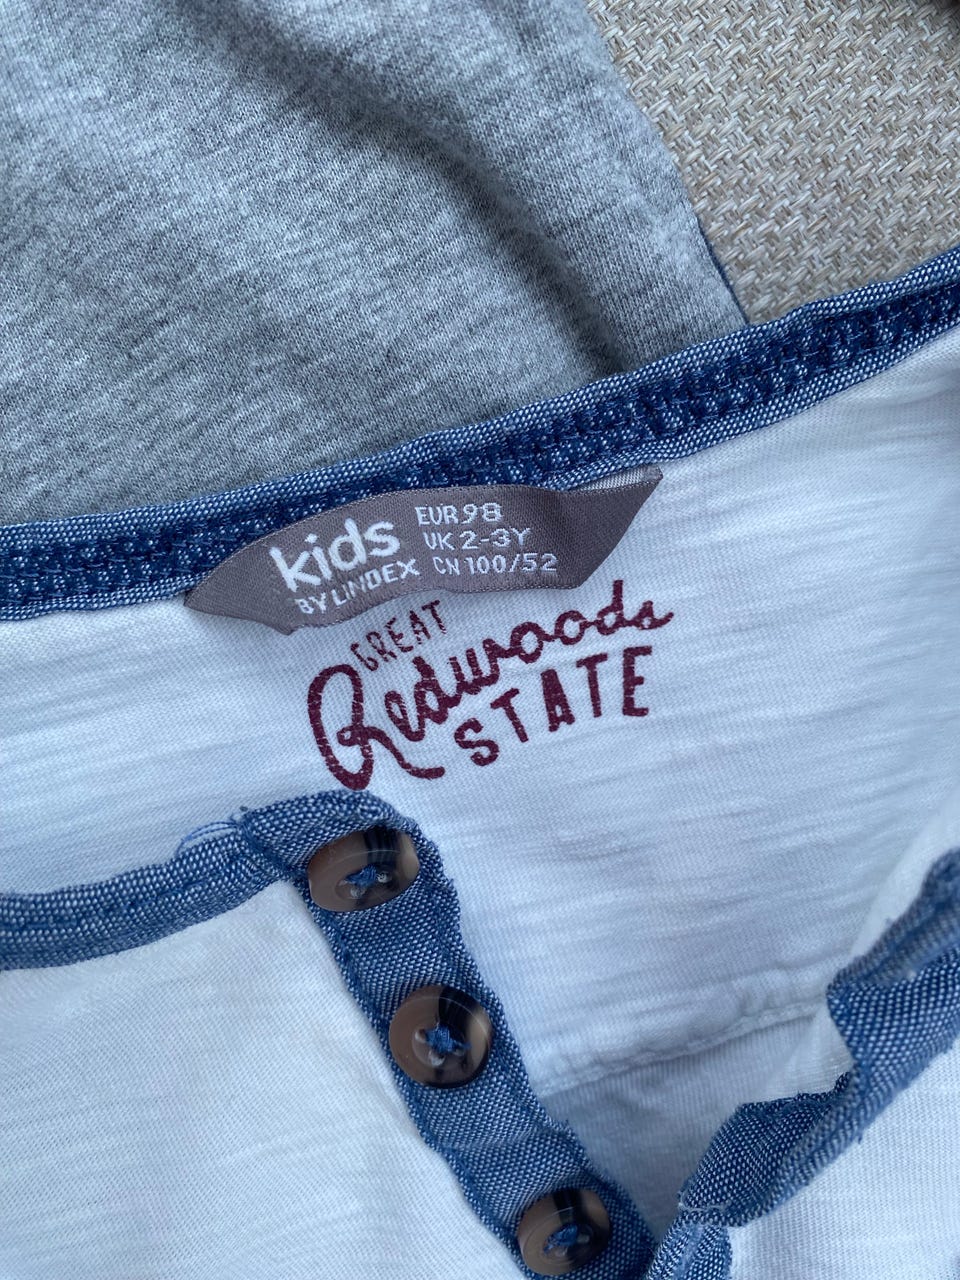 kids
BY LINDEX
EUR 98
UK 2-3Y
CN 100/52
GREAT
Redwoods
STATE